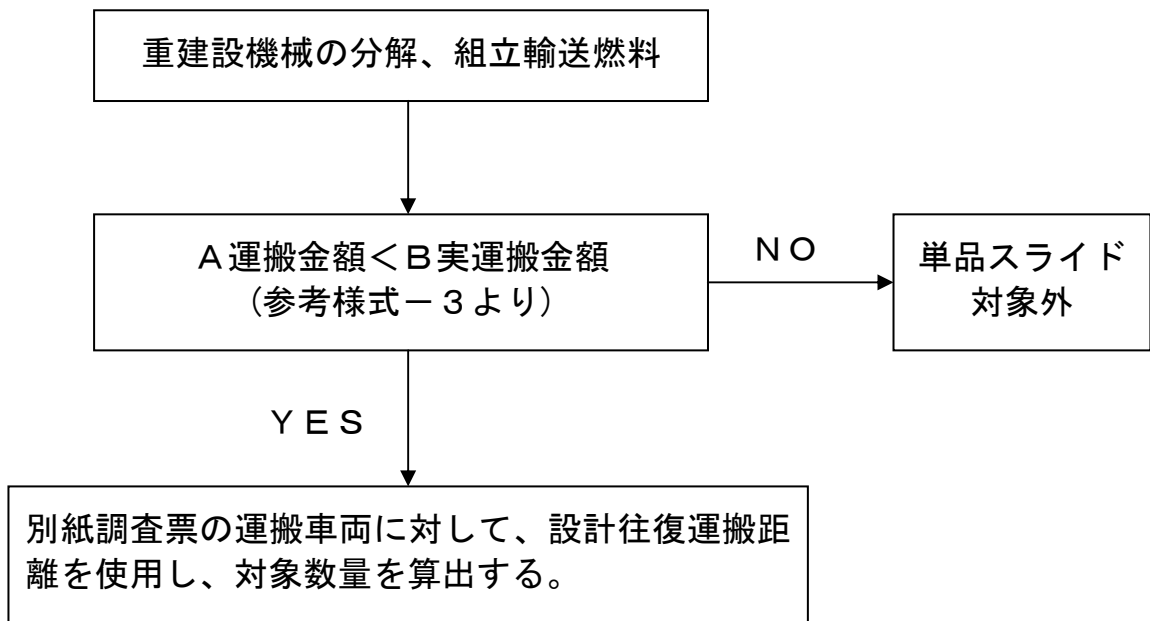 重建設機械の分解、組立輸送燃料
A運搬金額＜B実運搬金額
(参考様式－３より)
ＮＯ
単品スライド
対象外
ＹＥＳ
別紙調査票の運搬車両に対して、設計往復運搬距
離を使用し、対象数量を算出する。